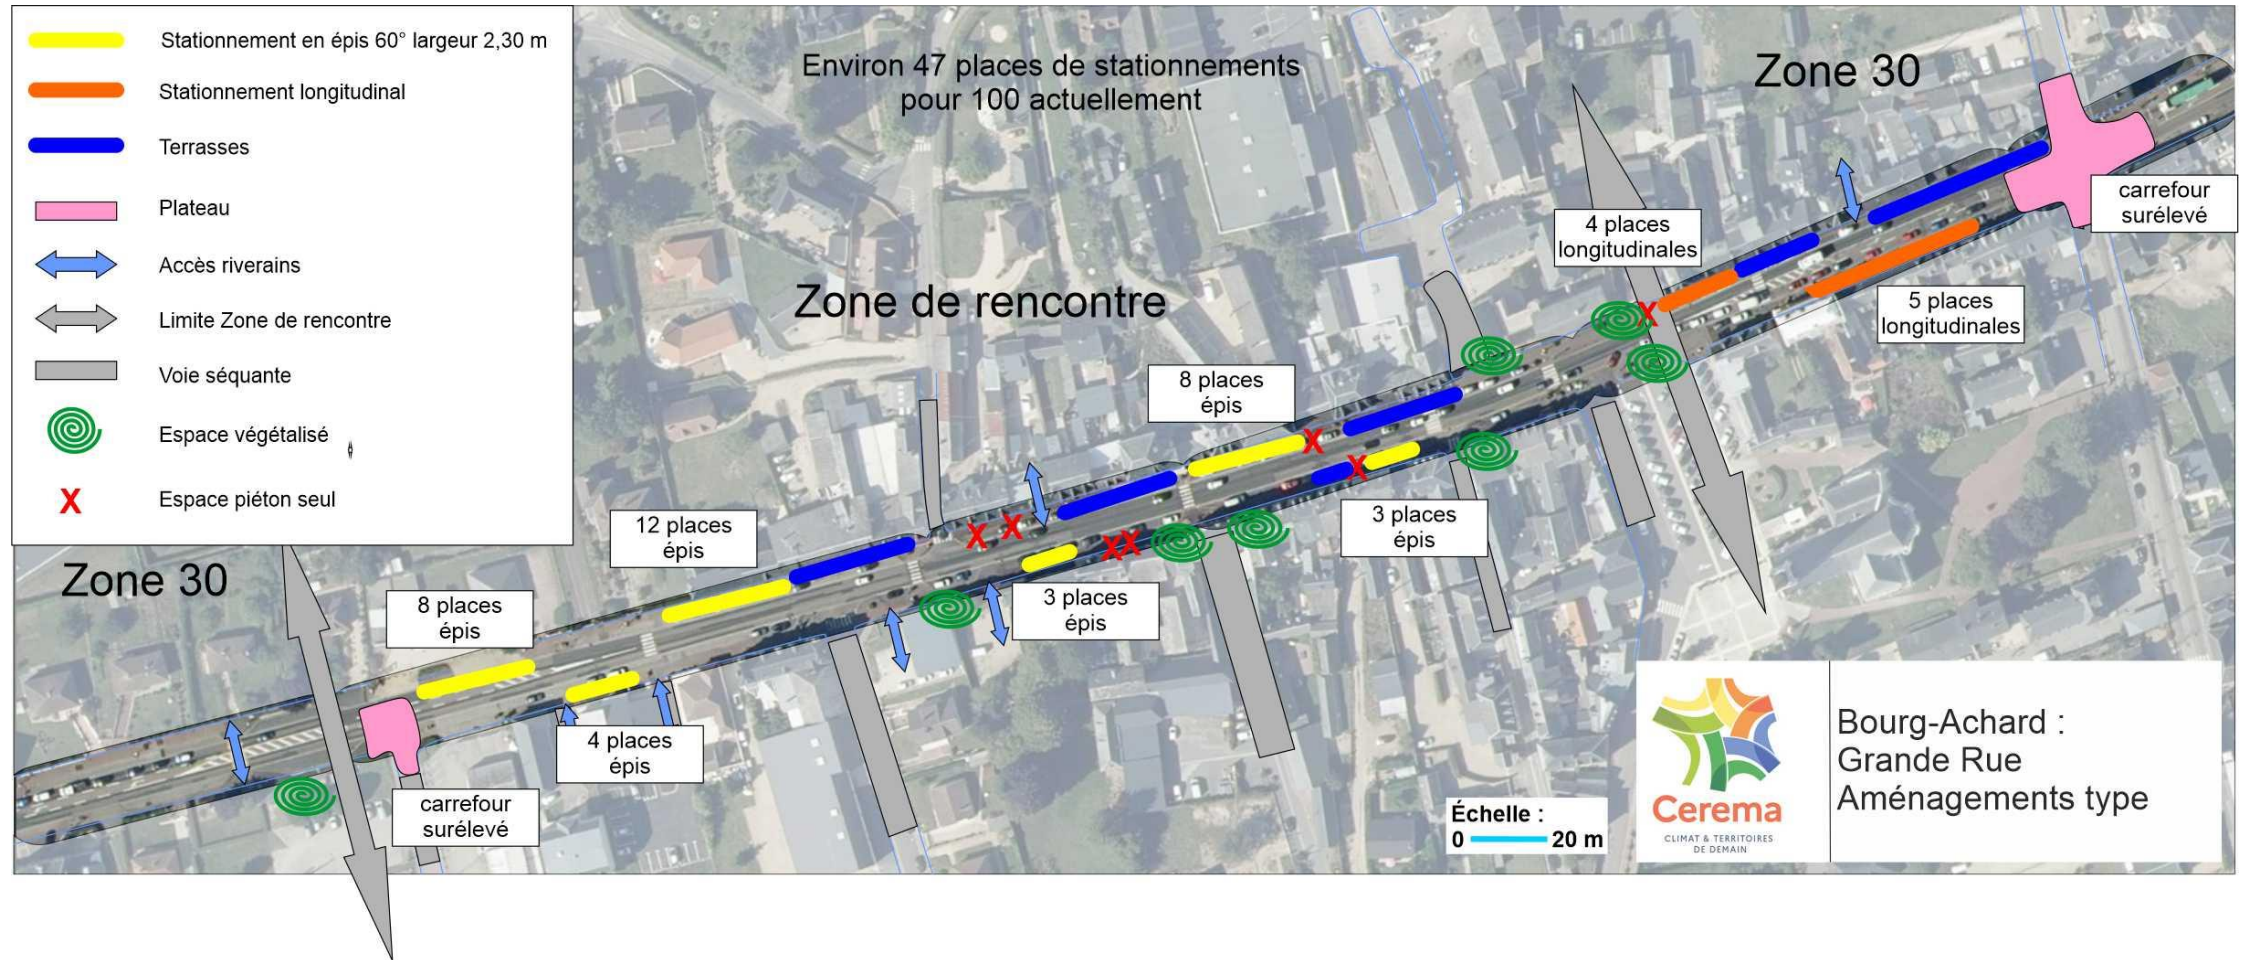 Stationnement en épis 60° largeur 2,30 m
Stationnement longitudinal
Terrasses
Plateau
Accès riverains
Limite Zone de rencontre
Voie séquante
Espace végétalisé
X Espace piéton seul
Environ 47 places de stationnements
pour 100 actuellement
Zone 30
carrefour
surélevé
4 places
longitudinales
5 places
longitudinales
Zone de rencontre
X
8 places
épis
X
X
3 places
épis
12 places
épis
X X
XX
3 places
épis
Zone 30
8 places
épis
4 places
épis
carrefour
surélevé
Échelle :
0 20 m
Cerema
CLIMAT & TERRITOIRES
DE DEMAIN
Bourg-Achard :
Grande Rue
Aménagements type